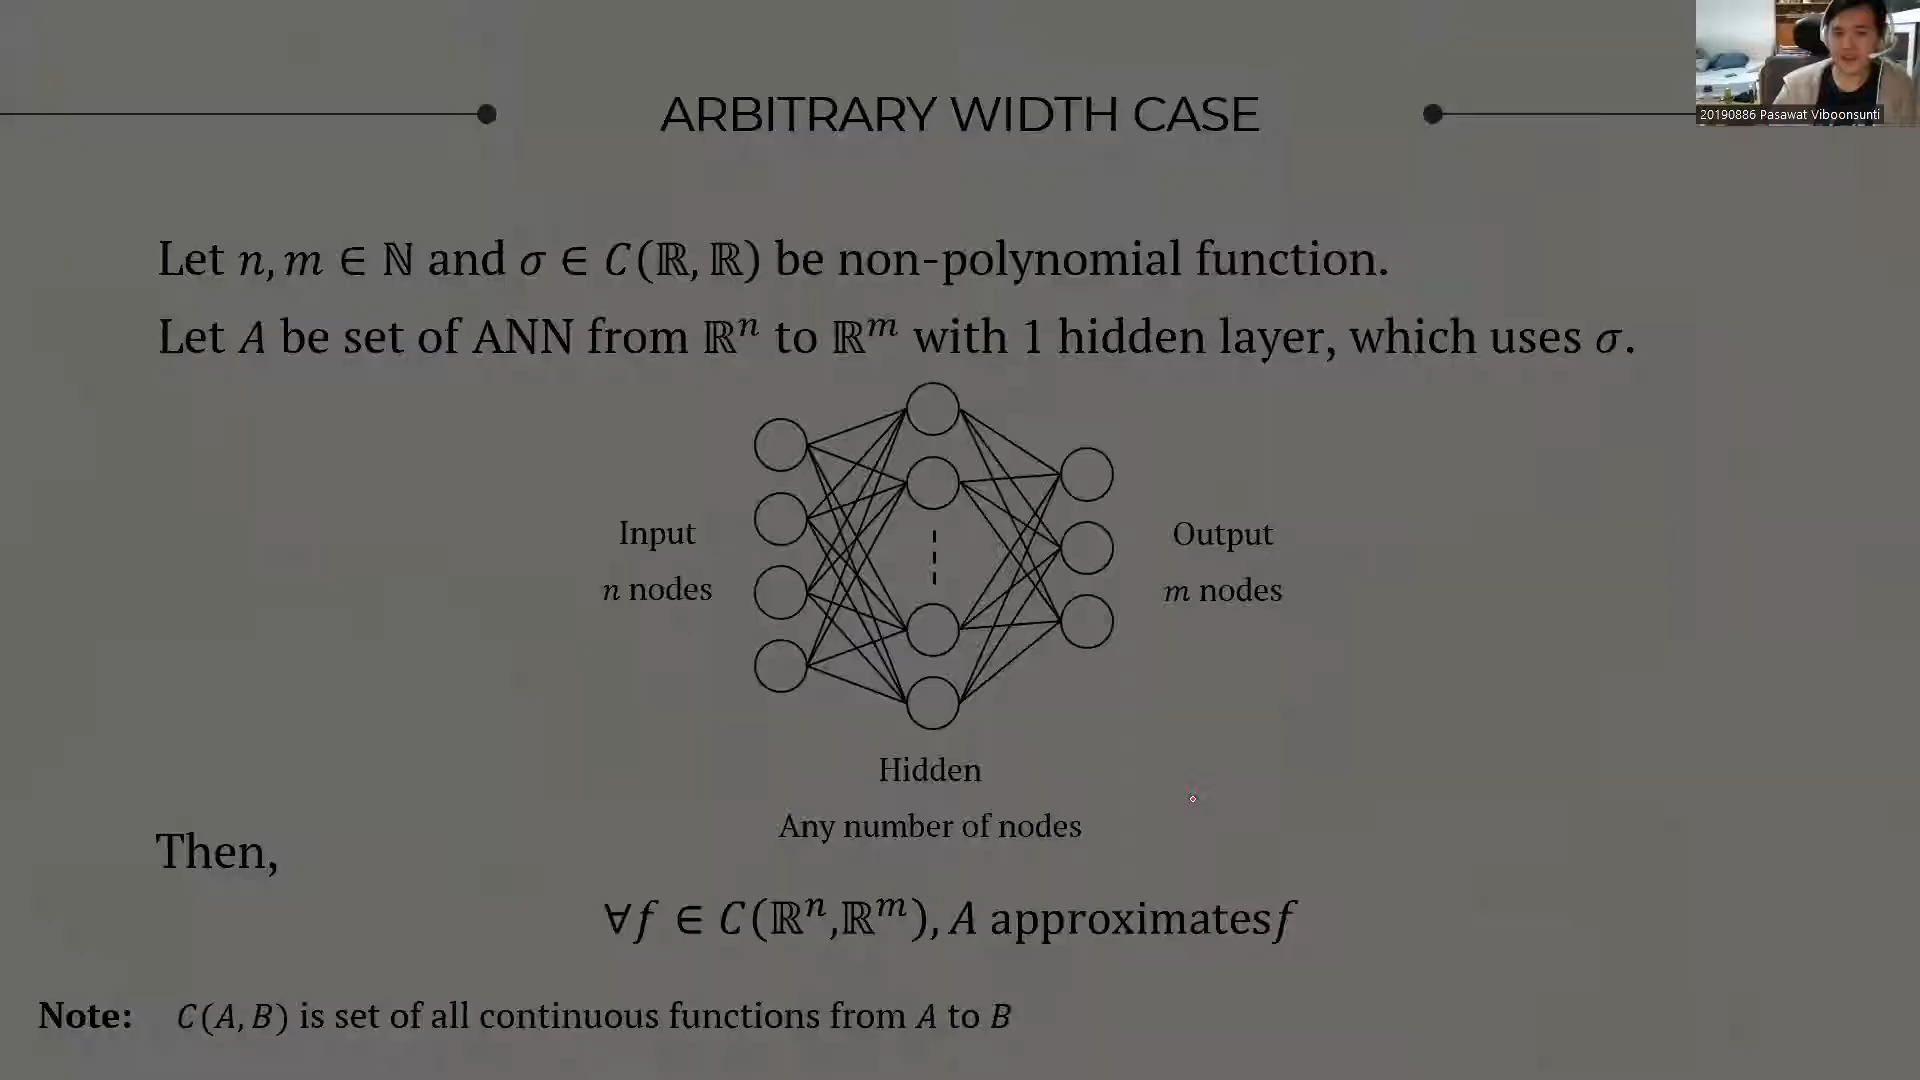 ARBITRARY WIDTH CASE
20190886 Pasawat Viboonsunti
Let n, m ∈ ℕ and σ ∈ C(ℝ, ℝ) be non-polynomial function.
Let A be set of ANN from ℝⁿ to ℝᵐ with 1 hidden layer, which uses σ.
Input
n nodes
Output
m nodes
Hidden
Any number of nodes
Then,
∀f ∈ C(ℝⁿ,ℝᵐ), A approximates f
Note: C(A, B) is set of all continuous functions from A to B